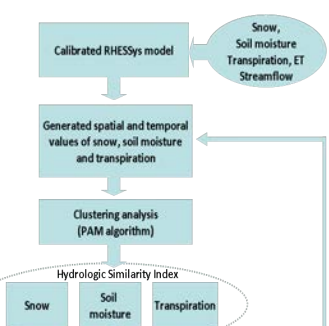 Calibrated RHESSys model
Snow,
Soil moisture
Transpiration, ET
Streamflow
Generated spatial and temporal
values of snow, soil moisture
and transpiration
Clustering analysis
(PAM algorithm)
Hydrologic Similarity Index
Snow
Soil
moisture
Transpiration